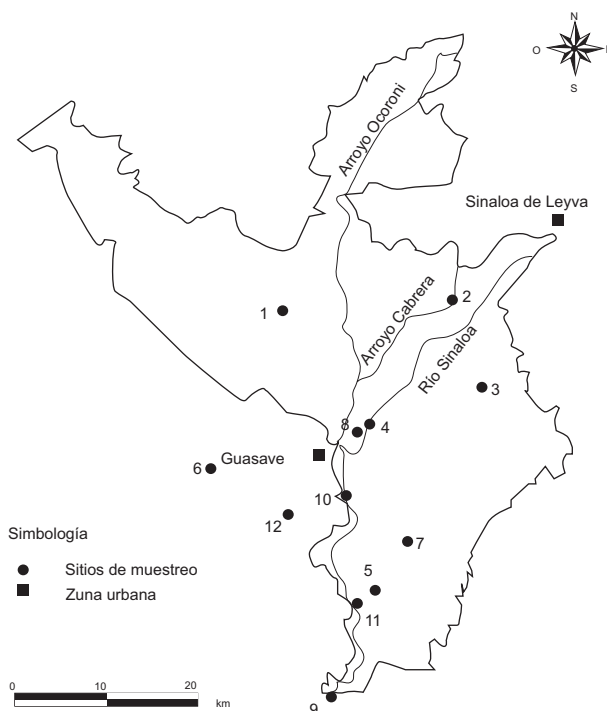 N
O
E
S
Arroyo Ocoroni
Sinaloa de Leyva
Arroyo Cabrera
Río Sinaloa
1
2
3
8
4
Guasave
6
10
12
7
5
11
9
Simbología
Sitios de muestreo
Zuna urbana
0 10 20
km